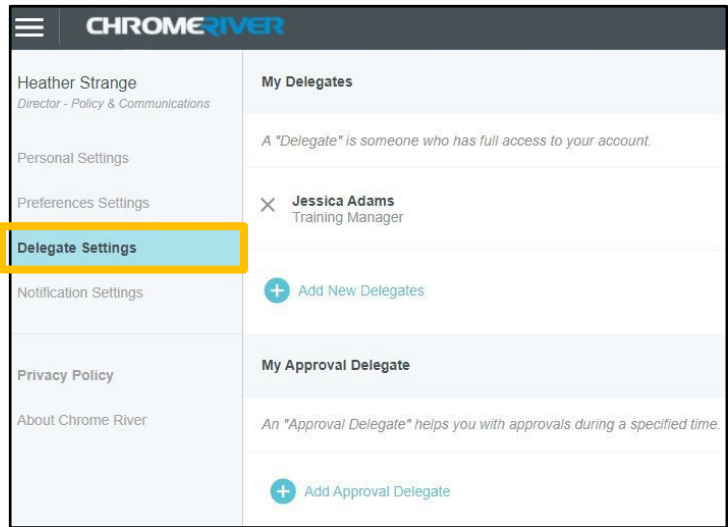 CHROMERIVER
Heather Strange
Director - Policy & Communications
Personal Settings
Preferences Settings
Delegate Settings
Notification Settings
Privacy Policy
About Chrome River
My Delegates
A "Delegate" is someone who has full access to your account.
Jessica Adams
Training Manager
Add New Delegates
My Approval Delegate
An "Approval Delegate" helps you with approvals during a specified time.
Add Approval Delegate